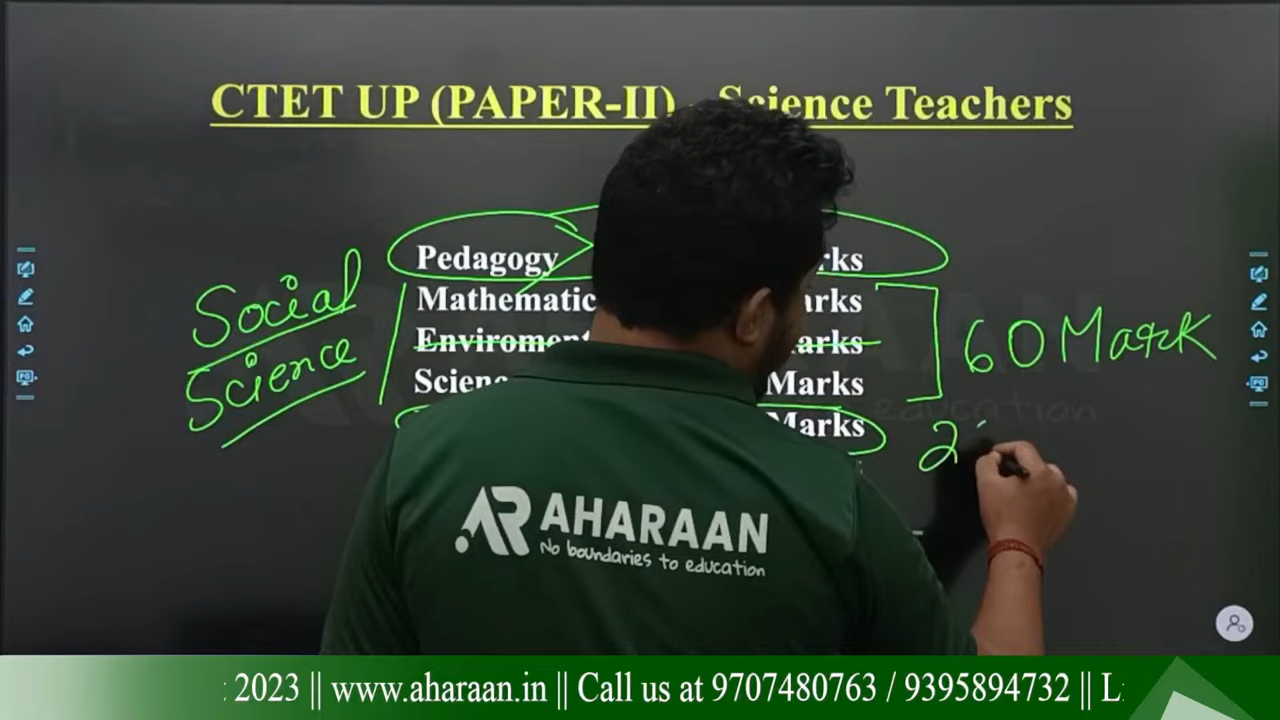 CTET UP (PAPER-II) - Science Teachers
Pedagogy rks
Mathematic arks
Enviroment arks
Scienc Marks
Marks
Social
Science
60 Mark
2
AHARAAN
No boundaries to education
education
2023 || www.aharaan.in || Call us at 9707480763 / 9395894732 ||